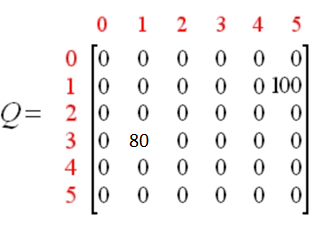 0 1 2 3 4 5
0 0 0 0 0 0 0
1 0 0 0 0 0 100
2 0 0 0 0 0 0
Q= 3 0 80 0 0 0 0
4 0 0 0 0 0 0
5 0 0 0 0 0 0